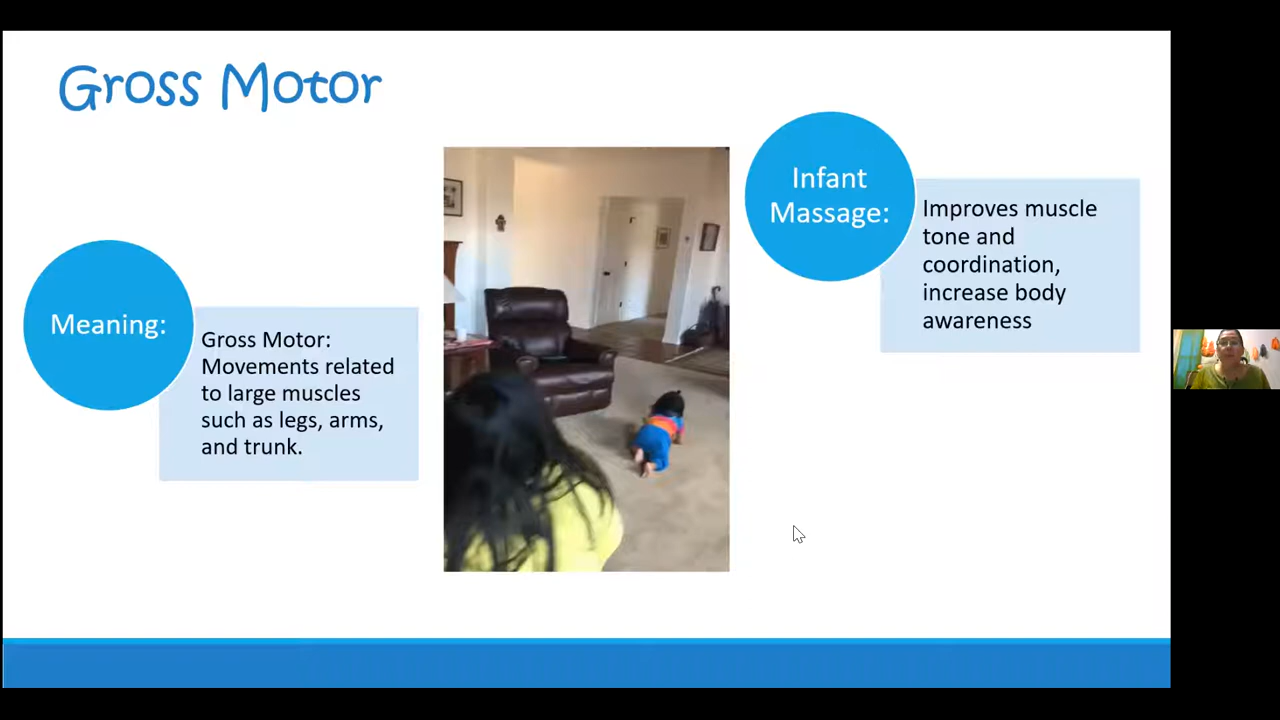 Gross Motor
Meaning:
Gross Motor:
Movements related
to large muscles
such as legs, arms,
and trunk.
Infant
Massage:
Improves muscle
tone and
coordination,
increase body
awareness